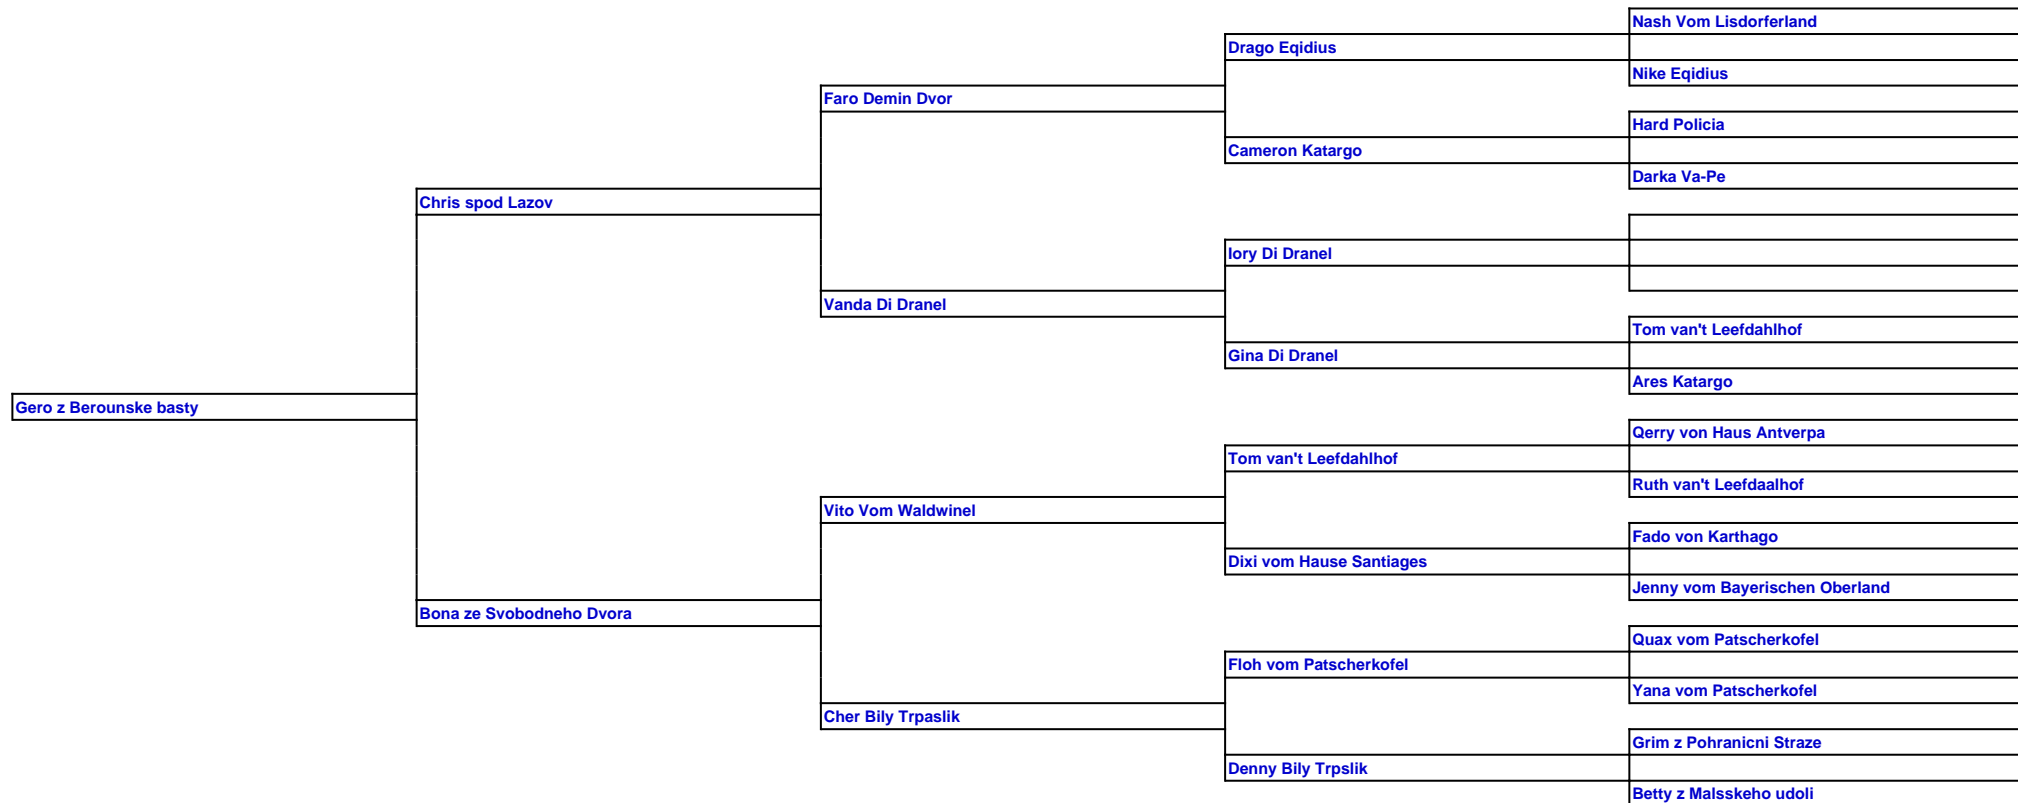 Nash Vom Lisdorferland
Drago Eqidius
Nike Eqidius
Faro Demin Dvor
Hard Policia
Cameron Katargo
Darka Va-Pe
Chris spod Lazov
Iory Di Dranel
Vanda Di Dranel
Tom van't Leefdahlhof
Gina Di Dranel
Ares Katargo
Gero z Berounske basty
Qerry von Haus Antverpa
Tom van't Leefdahlhof
Ruth van't Leefdaalhof
Vito Vom Waldwinel
Fado von Karthago
Dixi vom Hause Santiages
Jenny vom Bayerischen Oberland
Bona ze Svobodneho Dvora
Quax vom Patscherkofel
Floh vom Patscherkofel
Yana vom Patscherkofel
Cher Bily Trpaslik
Grim z Pohranicni Straze
Denny Bily Trpslik
Betty z Malsskeho udoli